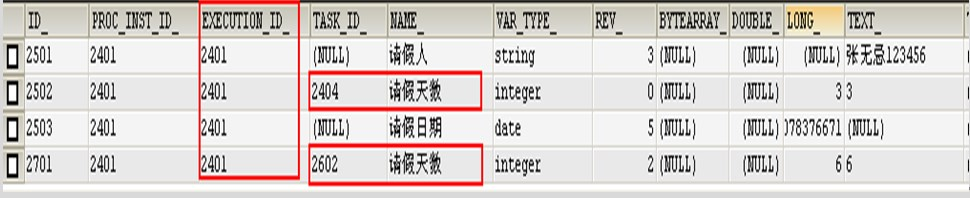 ID_ PROC_INST_ID_ EXECUTION_ID_ TASK_ID_ NAME_ VAR_TYPE_ REV_ BYTEARRAY_ DOUBLE_ LONG_ TEXT_
2501 2401 2401 (NULL) 请假人 string 3 (NULL) (NULL) (NULL) 张无忌123456
2502 2401 2401 2404 请假天数 integer 0 (NULL) (NULL) 3 3
2503 2401 2401 (NULL) 请假日期 date 5 (NULL) (NULL) 078376671 (NULL)
2701 2401 2401 2602 请假天数 integer 2 (NULL) (NULL) 6 6